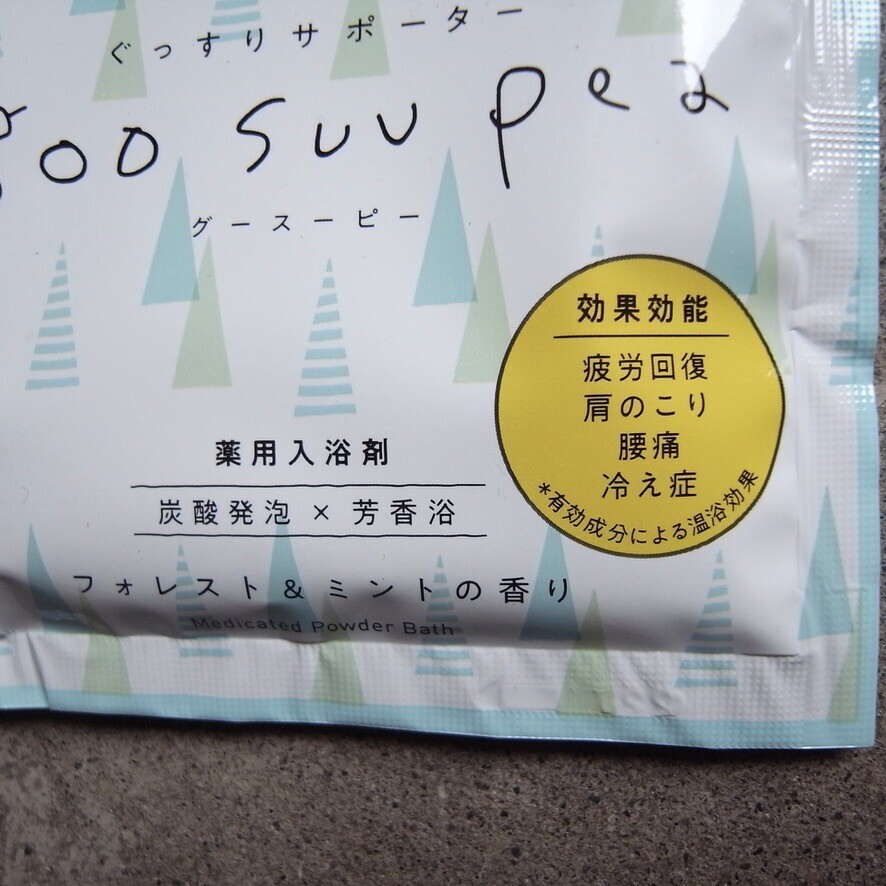 ぐっすりサポーター
goo suu pea
グースーピー
効果効能
疲労回復
肩のこり
腰痛
冷え症
*有効成分による温浴効果
薬用入浴剤
炭酸発泡 × 芳香浴
フォレスト&ミントの香り
Medicated Powder Bath